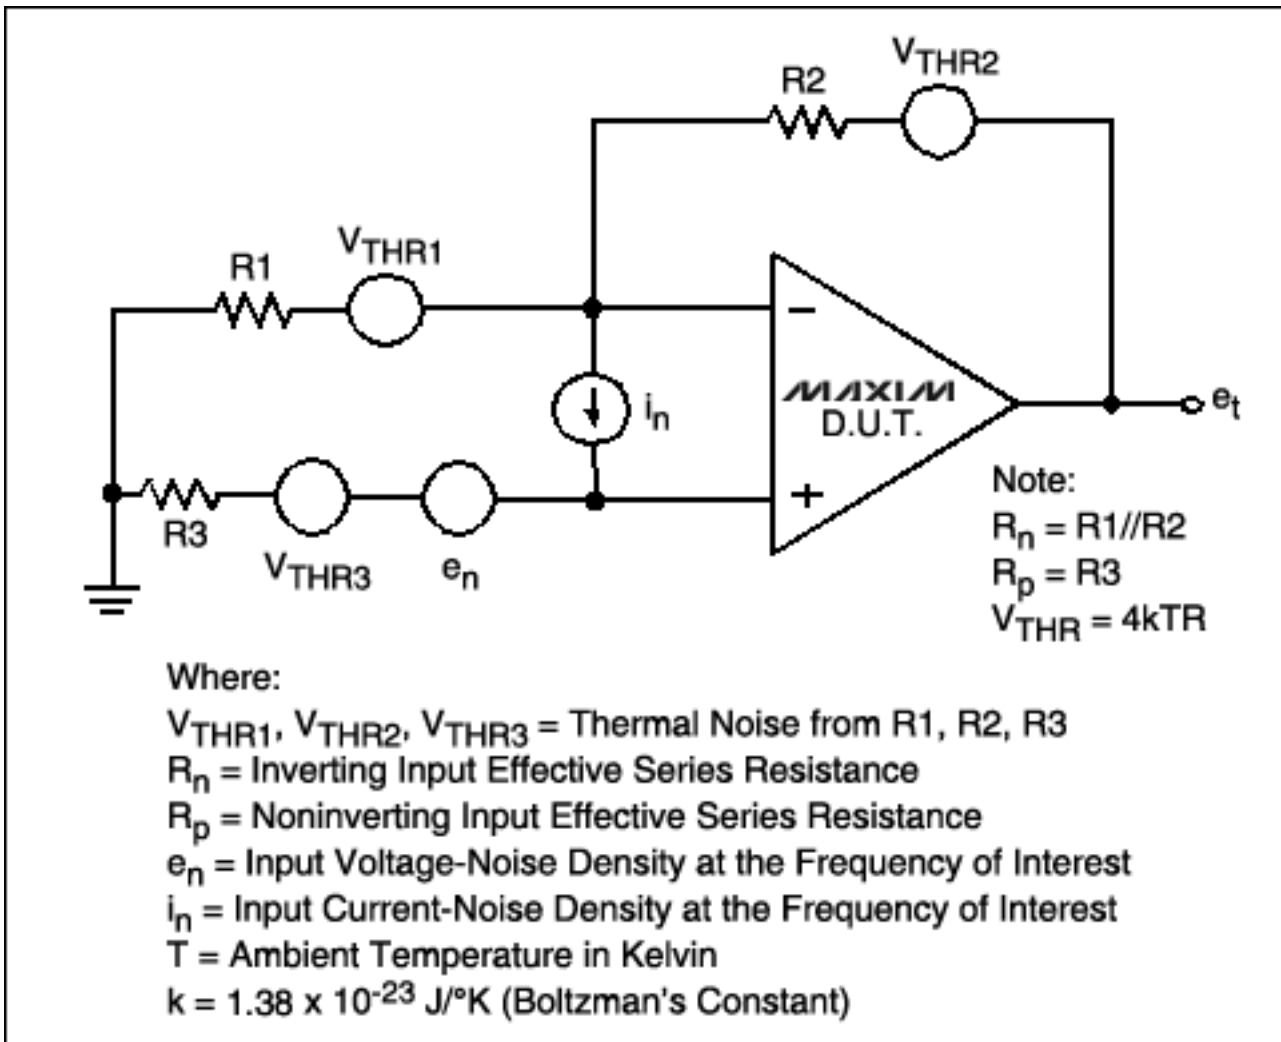 VTHR2
R2
VTHR1
R1
−
in
MAXIM
D.U.T.
et
+
R3
VTHR3
en
Note:
Rn = R1//R2
Rp = R3
VTHR = 4kTR
Where:
VTHR1, VTHR2, VTHR3 = Thermal Noise from R1, R2, R3
Rn = Inverting Input Effective Series Resistance
Rp = Noninverting Input Effective Series Resistance
en = Input Voltage-Noise Density at the Frequency of Interest
in = Input Current-Noise Density at the Frequency of Interest
T = Ambient Temperature in Kelvin
k = 1.38 x 10-23 J/°K (Boltzman's Constant)